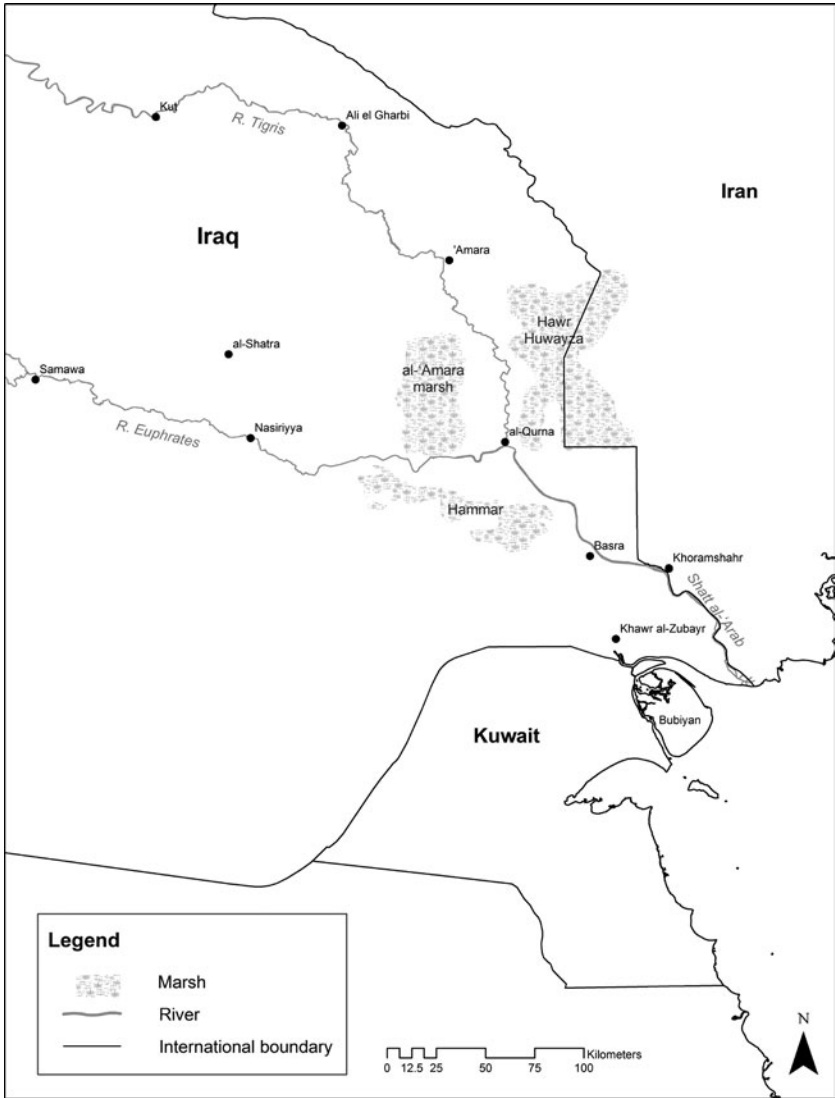 Kut
R. Tigris
Ali el Gharbi
Iran
Iraq
'Amara
Hawr
Huwayza
al-Shatra
al-'Amara
marsh
Samawa
R. Euphrates
Nasiriyya
al-Qurna
Hammar
Basra
Khoramshahr
Shatt al-'Arab
Khawr al-Zubayr
Bubiyan
Kuwait
Legend
Marsh
River
International boundary
N
Kilometers
0 12.5 25 50 75 100